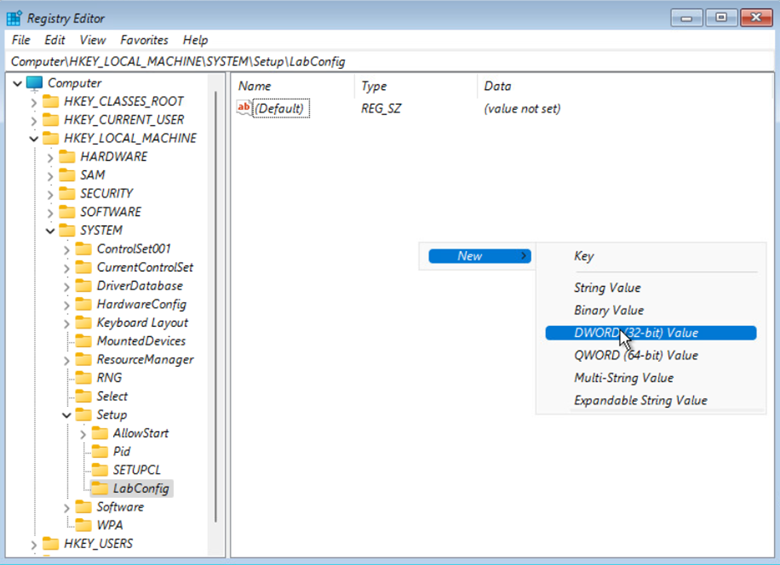 Registry Editor
File Edit View Favorites Help
Computer\HKEY_LOCAL_MACHINE\SYSTEM\Setup\LabConfig
Computer
HKEY_CLASSES_ROOT
HKEY_CURRENT_USER
HKEY_LOCAL_MACHINE
HARDWARE
SAM
SECURITY
SOFTWARE
SYSTEM
ControlSet001
CurrentControlSet
DriverDatabase
HardwareConfig
Keyboard Layout
MountedDevices
ResourceManager
RNG
Select
Setup
AllowStart
Pid
SETUPCL
LabConfig
Software
WPA
HKEY_USERS
Name Type Data
ab (Default) REG_SZ (value not set)
New
Key
String Value
Binary Value
DWORD (32-bit) Value
QWORD (64-bit) Value
Multi-String Value
Expandable String Value